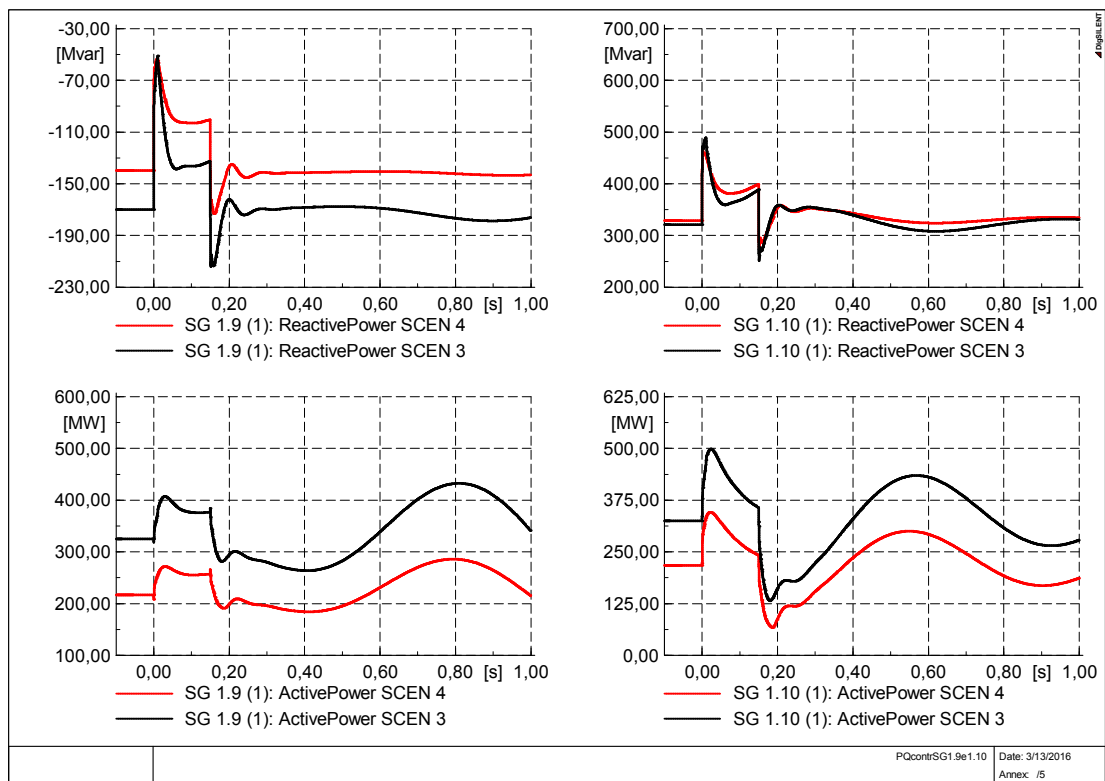 -30,00
[Mvar]
-70,00
-110,00
-150,00
-190,00
-230,00
0,00 0,20 0,40 0,60 0,80 [s] 1,00
SG 1.9 (1): ReactivePower SCEN 4
SG 1.9 (1): ReactivePower SCEN 3
700,00
[Mvar]
600,00
500,00
400,00
300,00
200,00
0,00 0,20 0,40 0,60 0,80 [s] 1,00
SG 1.10 (1): ReactivePower SCEN 4
SG 1.10 (1): ReactivePower SCEN 3
DIgSILENT
600,00
[MW]
500,00
400,00
300,00
200,00
100,00
0,00 0,20 0,40 0,60 0,80 [s] 1,00
SG 1.9 (1): ActivePower SCEN 4
SG 1.9 (1): ActivePower SCEN 3
625,00
[MW]
500,00
375,00
250,00
125,00
0,00
0,00 0,20 0,40 0,60 0,80 [s] 1,00
SG 1.10 (1): ActivePower SCEN 4
SG 1.10 (1): ActivePower SCEN 3
PQcontrSG1.9e1.10
Date: 3/13/2016
Annex: /5